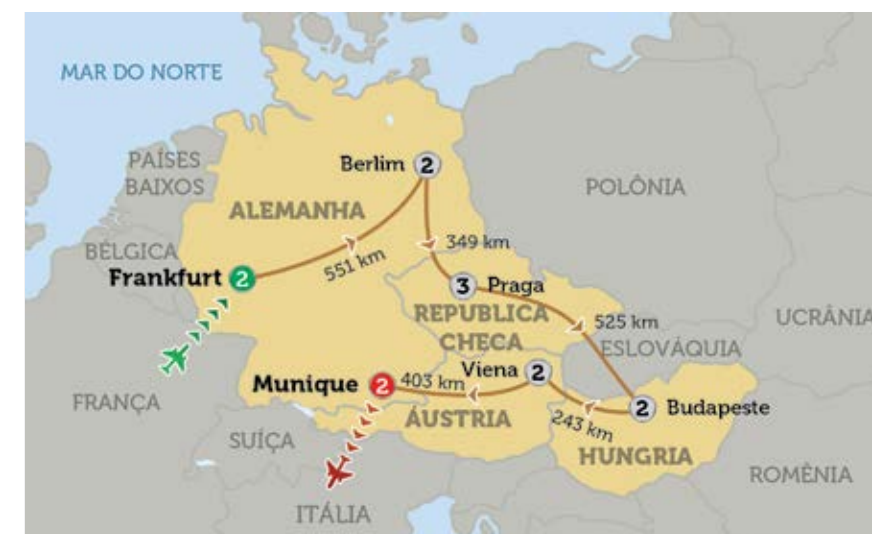 MAR DO NORTE
PAÍSES
BAIXOS
Berlim 2
POLÔNIA
ALEMANHA
BÉLGICA
551 km
349 km
Frankfurt 2
3 Praga
REPUBLICA
CHECA
525 km
UCRÂNIA
ESLOVÁQUIA
Viena 2
Munique 2
403 km
FRANÇA
ÁUSTRIA
243 km
2 Budapeste
SUÍÇA
HUNGRIA
ROMÊNIA
ITÁLIA